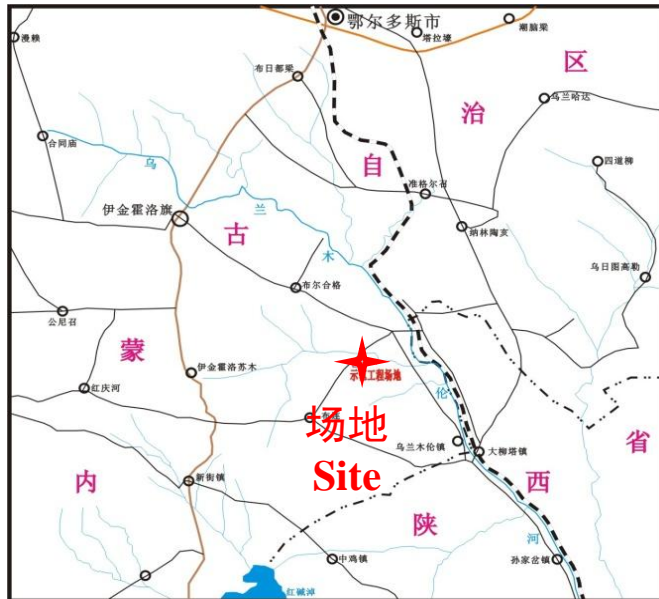 鄂尔多斯市
漫赖
塔拉壕
潮脑梁
区
布日都梁
治
乌兰哈达
合同庙
乌
自
四道柳
准格尔召
伊金霍洛旗
兰
古
木
纳林陶亥
布尔合格
乌日图高勒
公尼召
蒙
伊金霍洛苏木
红庆河
伦
场地
Site
乌兰木伦镇
大柳塔镇
省
内
新街镇
西
陕
河
中鸡镇
孙家岔镇
红碱淖